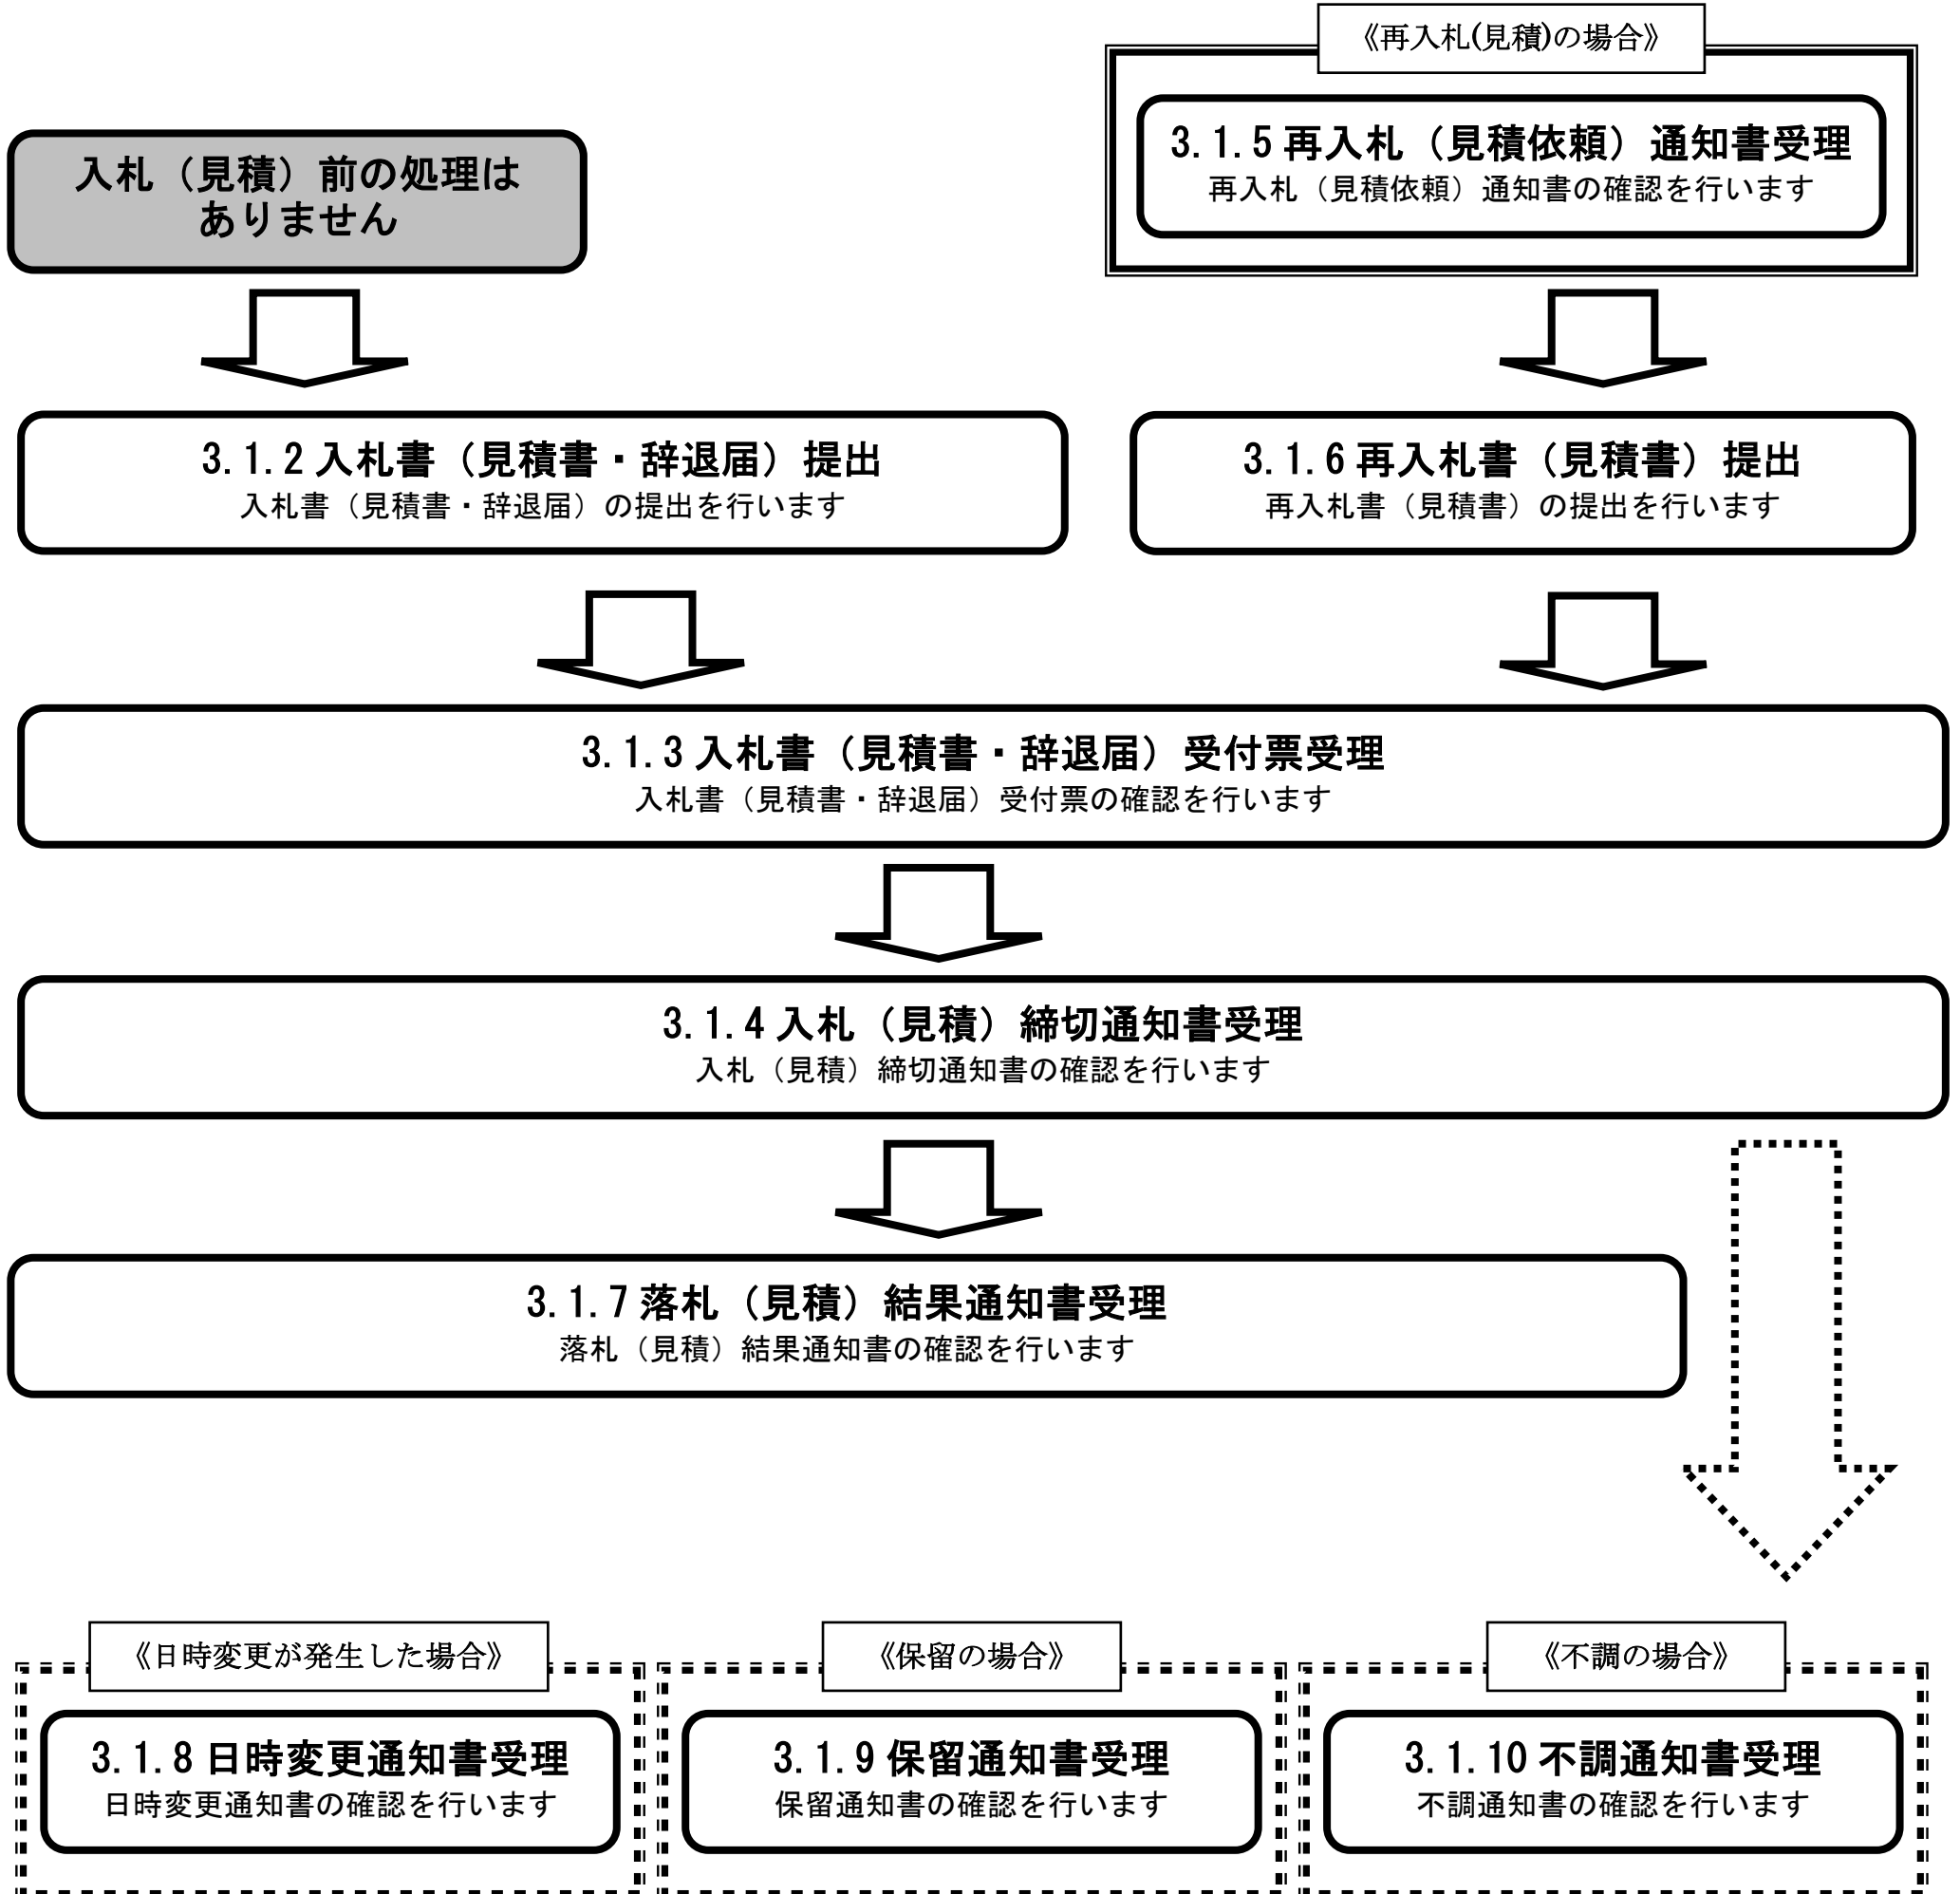 《再入札(見積)の場合》
3.1.5 再入札（見積依頼）通知書受理
再入札（見積依頼）通知書の確認を行います
入札（見積）前の処理は
ありません
3.1.2 入札書（見積書・辞退届）提出
入札書（見積書・辞退届）の提出を行います
3.1.6 再入札書（見積書）提出
再入札書（見積書）の提出を行います
3.1.3 入札書（見積書・辞退届）受付票受理
入札書（見積書・辞退届）受付票の確認を行います
3.1.4 入札（見積）締切通知書受理
入札（見積）締切通知書の確認を行います
3.1.7 落札（見積）結果通知書受理
落札（見積）結果通知書の確認を行います
《日時変更が発生した場合》
3.1.8 日時変更通知書受理
日時変更通知書の確認を行います
《保留の場合》
3.1.9 保留通知書受理
保留通知書の確認を行います
《不調の場合》
3.1.10 不調通知書受理
不調通知書の確認を行います